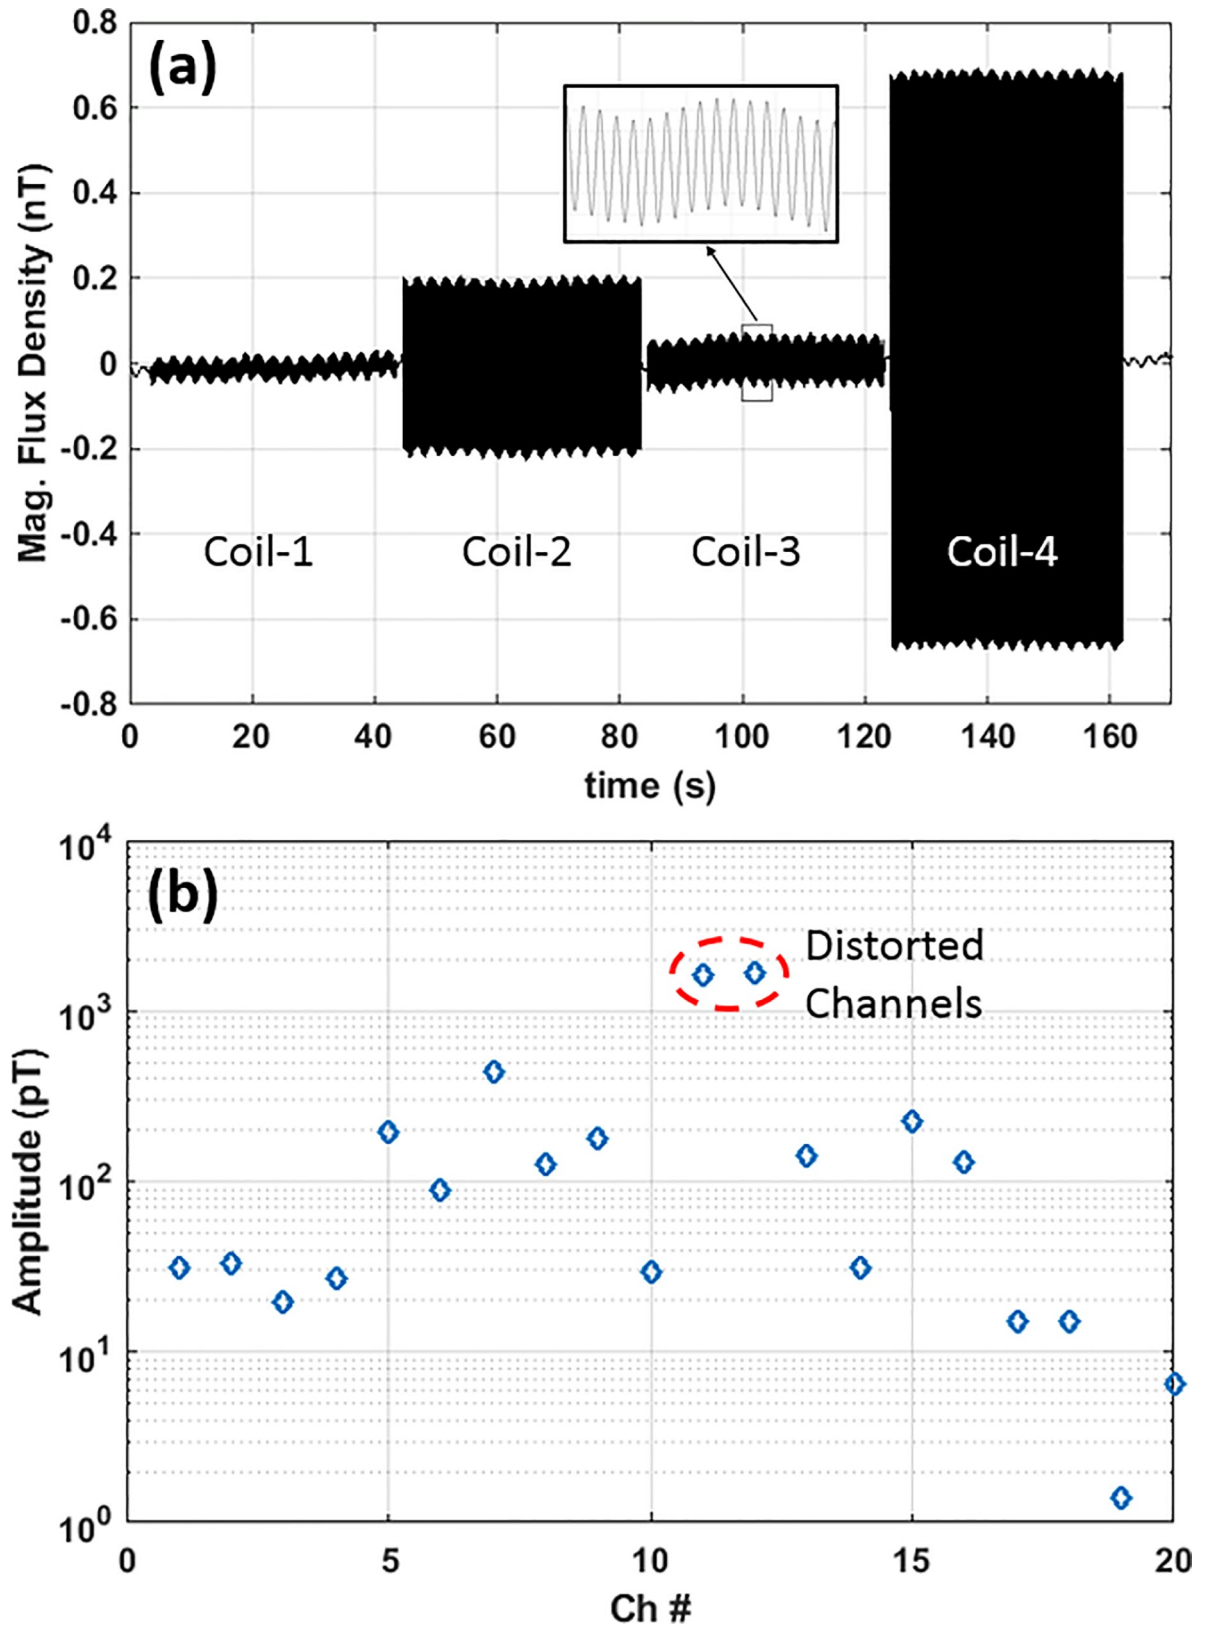 (a)
Mag. Flux Density (nT)
0.8
0.6
0.4
0.2
0
-0.2
-0.4
-0.6
-0.8
Coil-1 Coil-2 Coil-3 Coil-4
0 20 40 60 80 100 120 140 160
time (s)
(b)
Amplitude (pT)
10⁴
10³
10²
10¹
10⁰
Distorted
Channels
0 5 10 15 20
Ch #